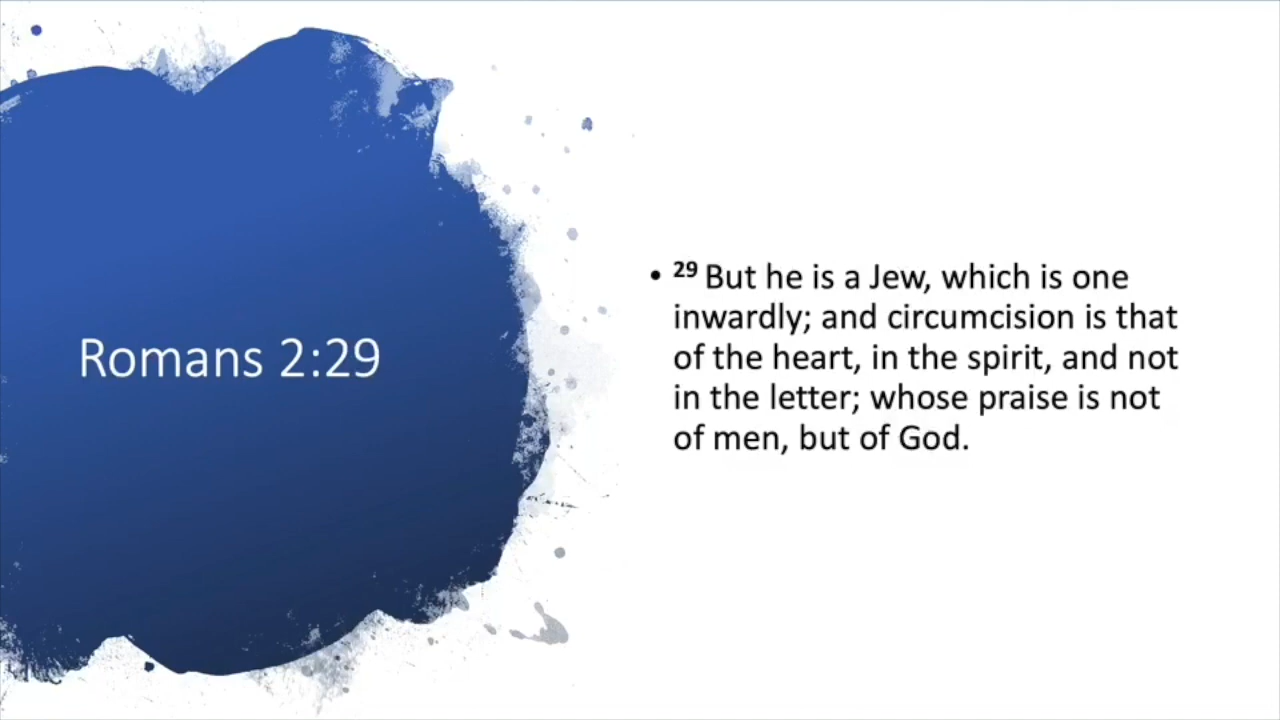 Romans 2:29
• 29 But he is a Jew, which is one
inwardly; and circumcision is that
of the heart, in the spirit, and not
in the letter; whose praise is not
of men, but of God.